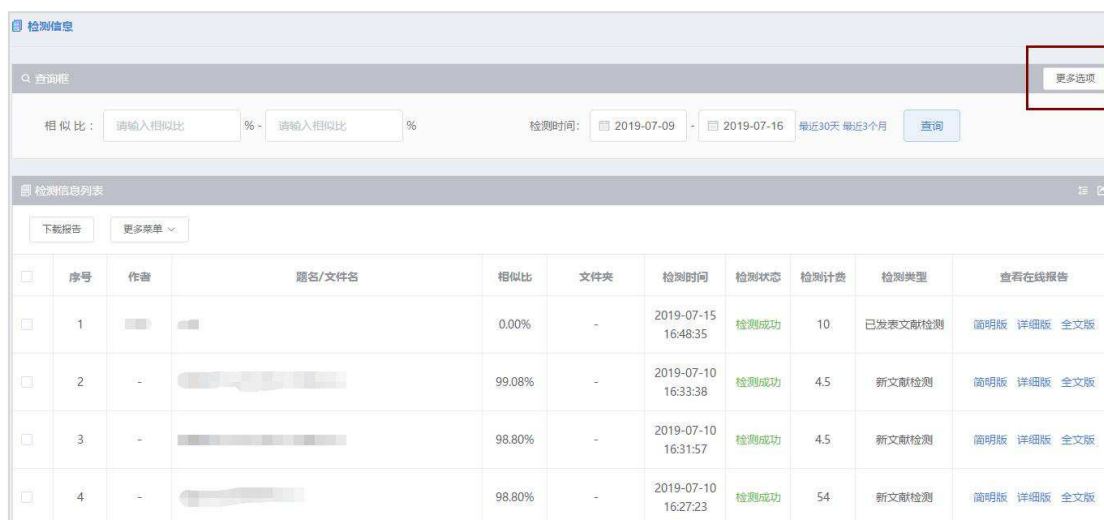 检测信息
查询框 更多选项
相似比： 请输入相似比 % - 请输入相似比 % 检测时间： 2019-07-09 - 2019-07-16 最近30天 最近3个月 查询
检测信息列表
下载报告 更多菜单
序号 作者 题名/文件名 相似比 文件夹 检测时间 检测状态 检测计费 检测类型 查看在线报告
1 0.00% - 2019-07-15 16:48:35 检测成功 10 已发表文献检测 简明版 详细版 全文版
2 - 99.08% - 2019-07-10 16:33:38 检测成功 4.5 新文献检测 简明版 详细版 全文版
3 - 98.80% - 2019-07-10 16:31:57 检测成功 4.5 新文献检测 简明版 详细版 全文版
4 - 98.80% - 2019-07-10 16:27:23 检测成功 54 新文献检测 简明版 详细版 全文版